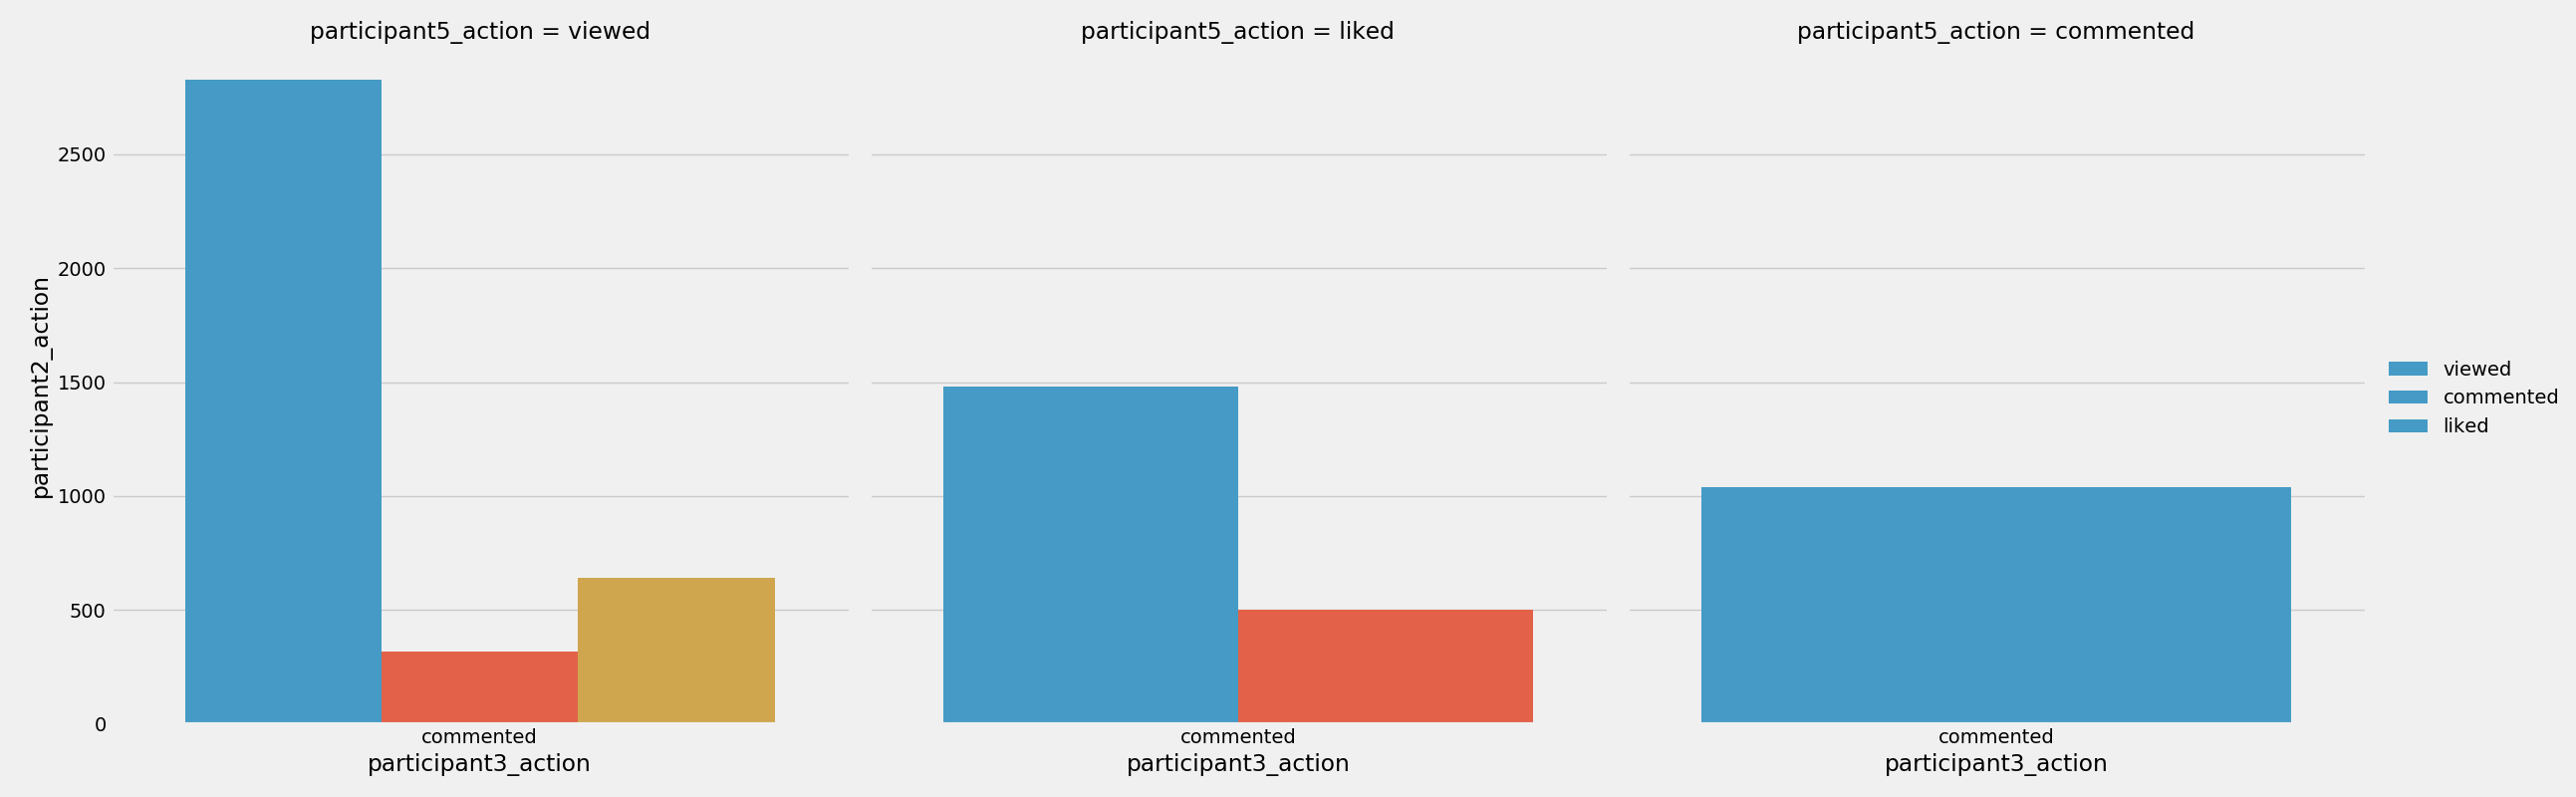 participant5_action = viewed
participant5_action = liked
participant5_action = commented
participant2_action
2500
2000
1500
1000
500
0
commented
participant3_action
commented
participant3_action
commented
participant3_action
viewed
commented
liked